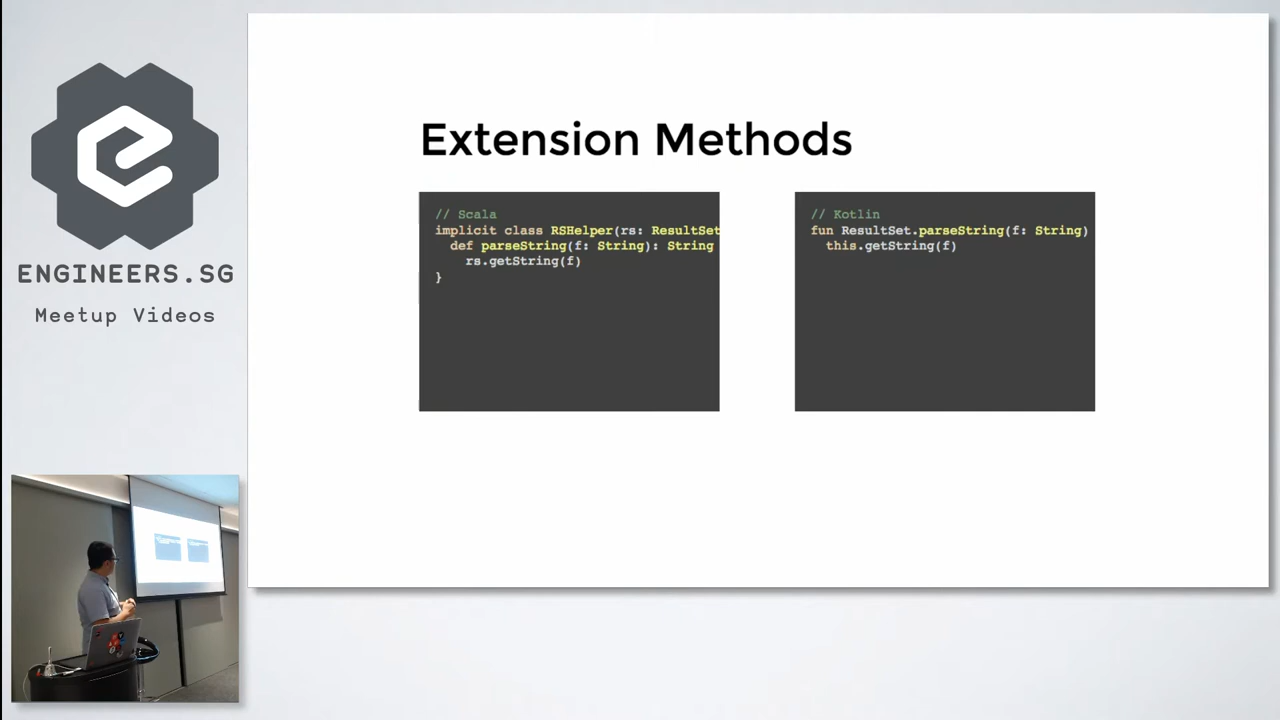 ENGINEERS.SG
Meetup Videos
Extension Methods
// Scala
implicit class RSHelper(rs: ResultSet
def parseString(f: String): String
rs.getString(f)
}
// Kotlin
fun ResultSet.parseString(f: String)
this.getString(f)